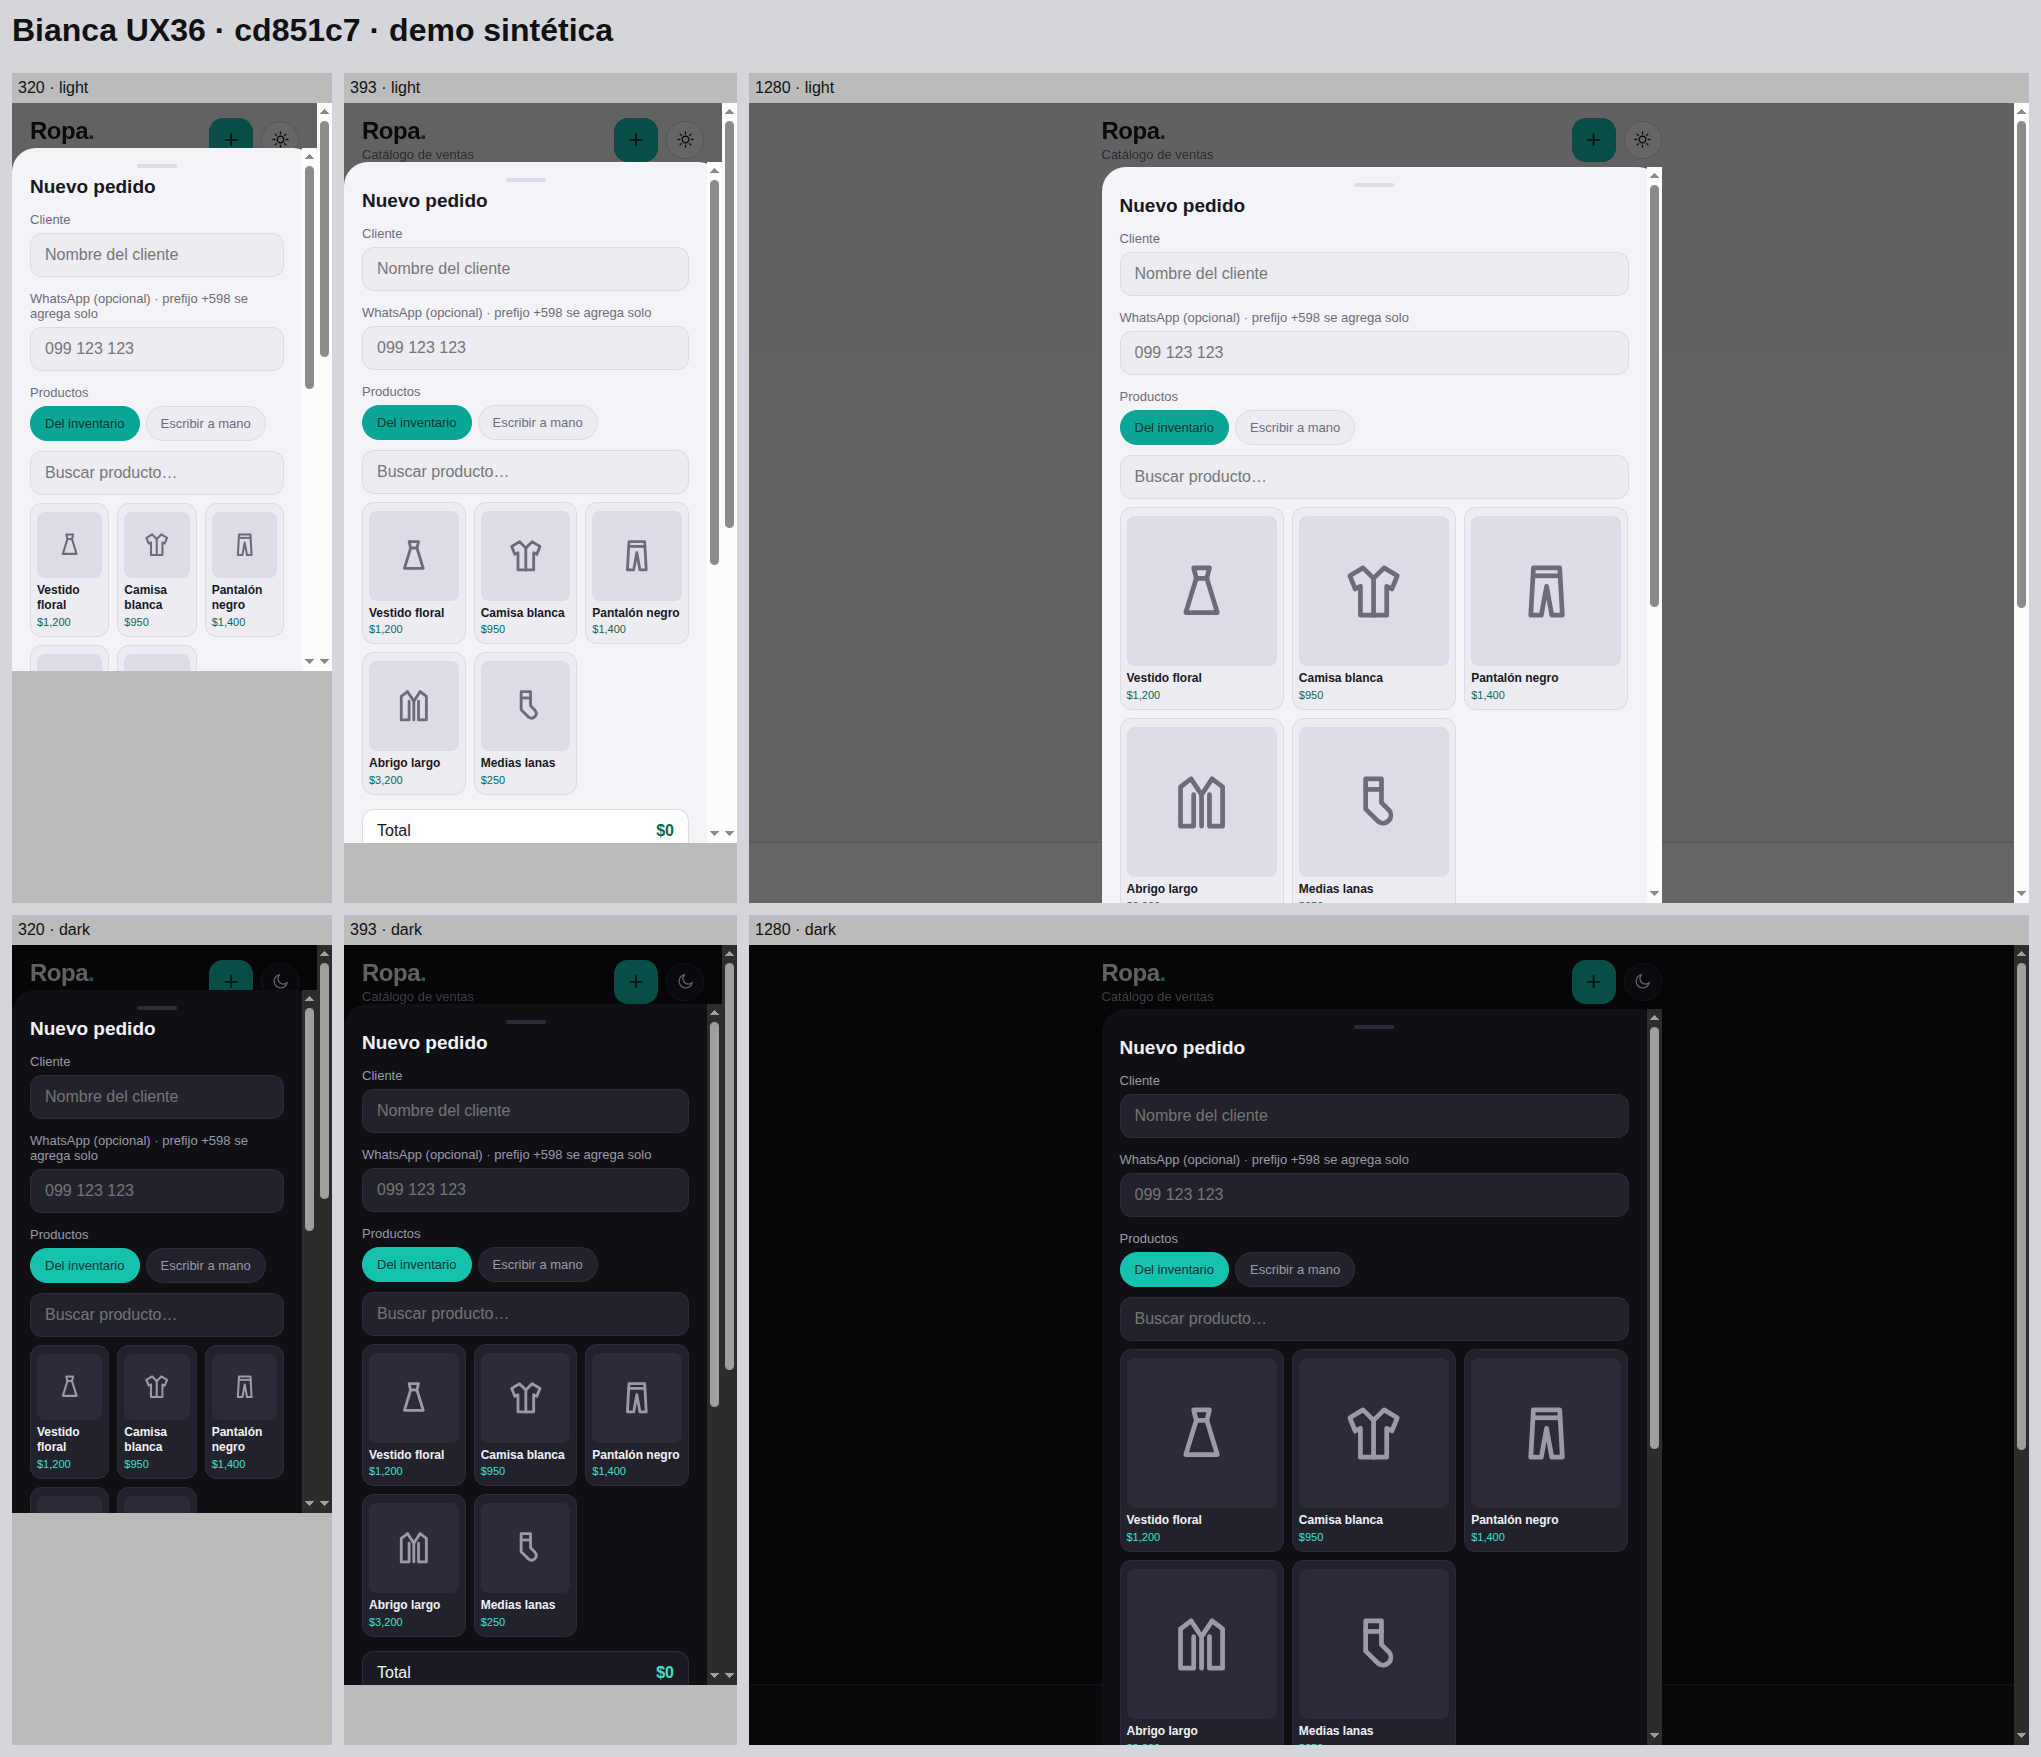 Bianca UX36 · cd851c7 · demo sintética
320 · light
Ropa.
Nuevo pedido
Cliente
Nombre del cliente
WhatsApp (opcional) · prefijo +598 se
agrega solo
099 123 123
Productos
Del inventario Escribir a mano
Buscar producto…
Vestido floral Camisa blanca Pantalón negro
$1,200 $950 $1,400
393 · light
Ropa.
Catálogo de ventas
Nuevo pedido
Cliente
Nombre del cliente
WhatsApp (opcional) · prefijo +598 se agrega solo
099 123 123
Productos
Del inventario Escribir a mano
Buscar producto…
Vestido floral Camisa blanca Pantalón negro
$1,200 $950 $1,400
Abrigo largo Medias lanas
$3,200 $250
Total $0
1280 · light
Ropa.
Catálogo de ventas
Nuevo pedido
Cliente
Nombre del cliente
WhatsApp (opcional) · prefijo +598 se agrega solo
099 123 123
Productos
Del inventario Escribir a mano
Buscar producto…
Vestido floral Camisa blanca Pantalón negro
$1,200 $950 $1,400
Abrigo largo Medias lanas
320 · dark
Ropa.
Nuevo pedido
Cliente
Nombre del cliente
WhatsApp (opcional) · prefijo +598 se
agrega solo
099 123 123
Productos
Del inventario Escribir a mano
Buscar producto…
Vestido floral Camisa blanca Pantalón negro
$1,200 $950 $1,400
393 · dark
Ropa.
Catálogo de ventas
Nuevo pedido
Cliente
Nombre del cliente
WhatsApp (opcional) · prefijo +598 se agrega solo
099 123 123
Productos
Del inventario Escribir a mano
Buscar producto…
Vestido floral Camisa blanca Pantalón negro
$1,200 $950 $1,400
Abrigo largo Medias lanas
$3,200 $250
Total $0
1280 · dark
Ropa.
Catálogo de ventas
Nuevo pedido
Cliente
Nombre del cliente
WhatsApp (opcional) · prefijo +598 se agrega solo
099 123 123
Productos
Del inventario Escribir a mano
Buscar producto…
Vestido floral Camisa blanca Pantalón negro
$1,200 $950 $1,400
Abrigo largo Medias lanas